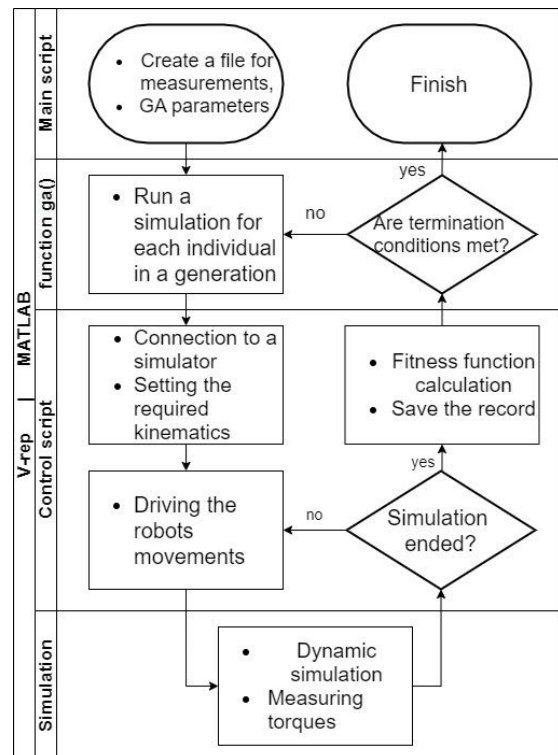 Main script
• Create a file for
measurements,
• GA parameters
Finish
MATLAB
function ga()
• Run a
simulation for
each individual
in a generation
no
yes
Are termination
conditions met?
Control script
• Connection to a
simulator
• Setting the
required
kinematics
• Fitness function
calculation
• Save the record
yes
• Driving the
robots
movements
no
Simulation
ended?
V-rep
Simulation
• Dynamic
simulation
• Measuring
torques